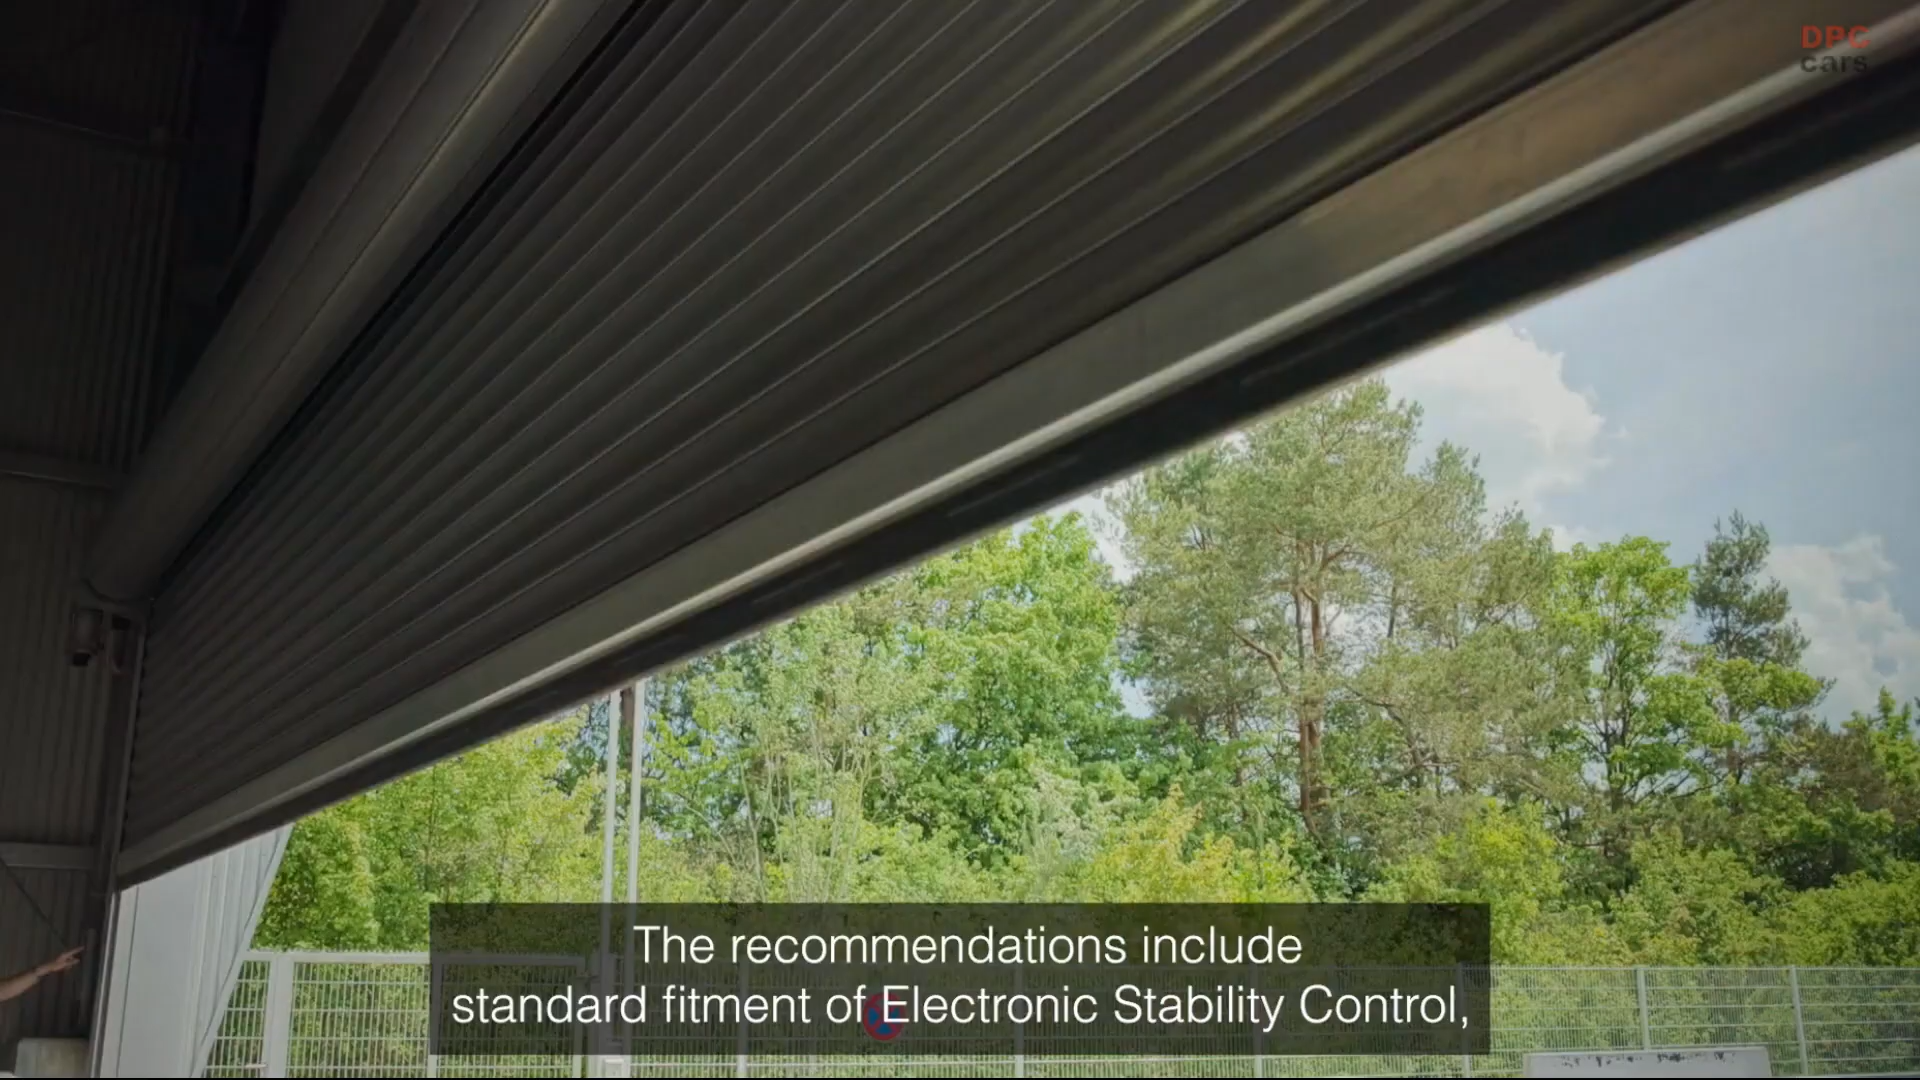 DPC
cars
The recommendations include
standard fitment of Electronic Stability Control,